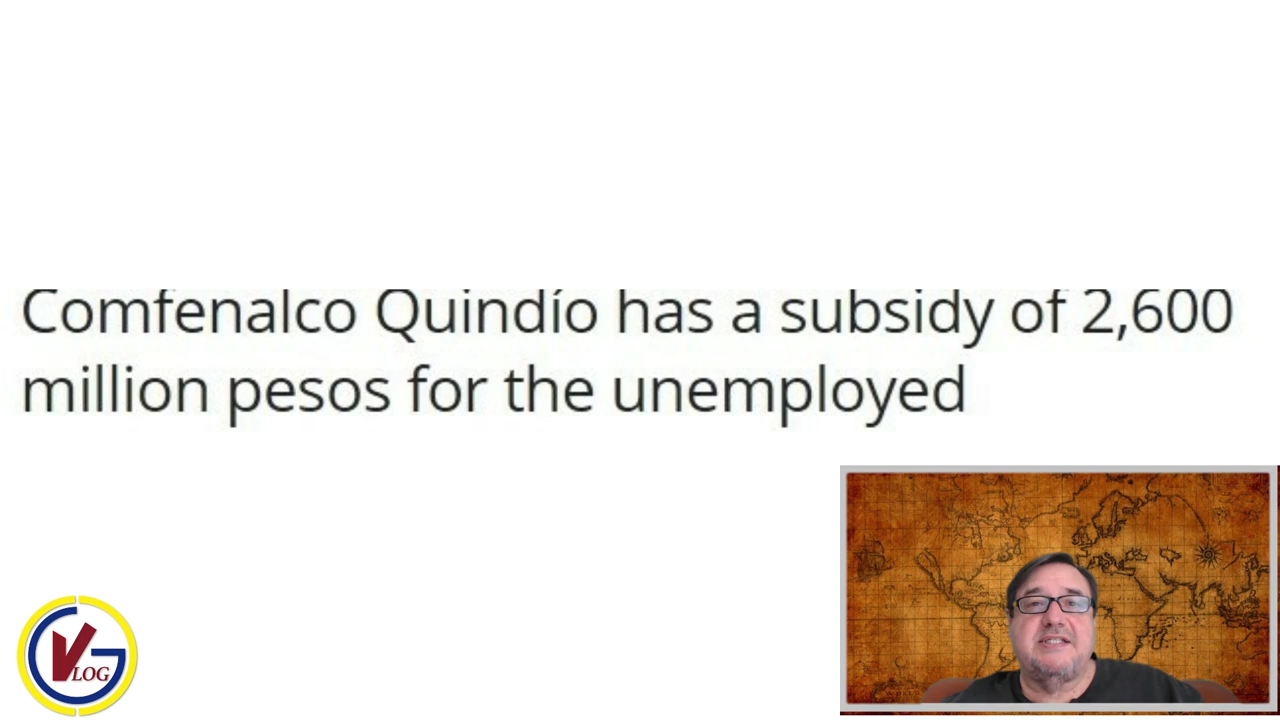 Comfenalco Quindío has a subsidy of 2,600
million pesos for the unemployed
VLOG